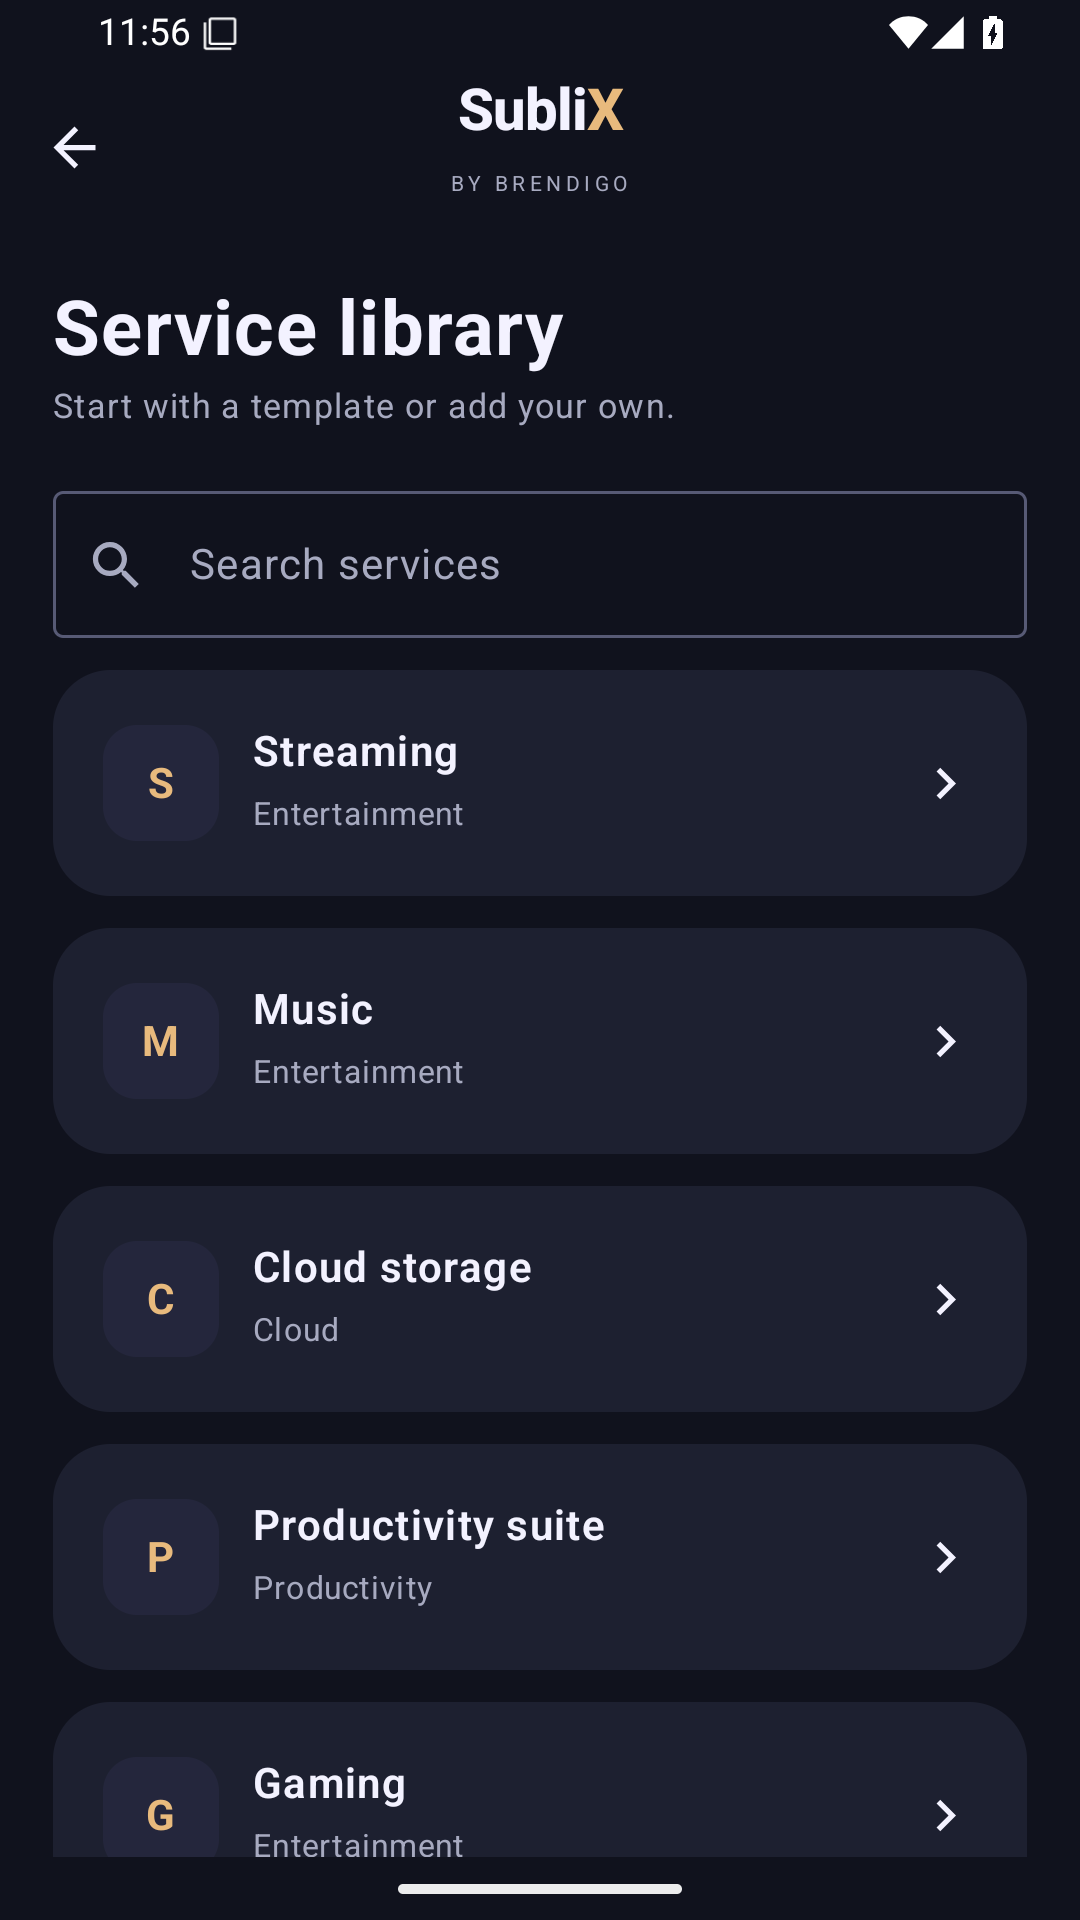 11:56
SubliX
BY BRENDIGO
Service library
Start with a template or add your own.
Search services
S
Streaming
Entertainment
M
Music
Entertainment
C
Cloud storage
Cloud
P
Productivity suite
Productivity
G
Gaming
Entertainment